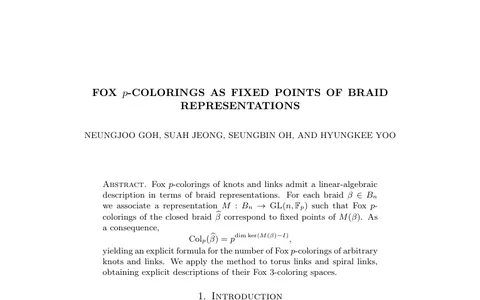 FOX p-COLORINGS AS FIXED POINTS OF BRAID
REPRESENTATIONS
NEUNGJOO GOH, SUAH JEONG, SEUNGBIN OH, AND HYUNGKEE YOO
Abstract. Fox p-colorings of knots and links admit a linear-algebraic
description in terms of braid representations. For each braid β ∈ Bₙ
we associate a representation M : Bₙ → GL(n, 𝔽ₚ) such that Fox p-
colorings of the closed braid β̂ correspond to fixed points of M(β). As
a consequence,
Colₚ(β̂) = p^{dim ker(M(β)−I)},
yielding an explicit formula for the number of Fox p-colorings of arbitrary
knots and links. We apply the method to torus links and spiral links,
obtaining explicit descriptions of their Fox 3-coloring spaces.
1. Introduction